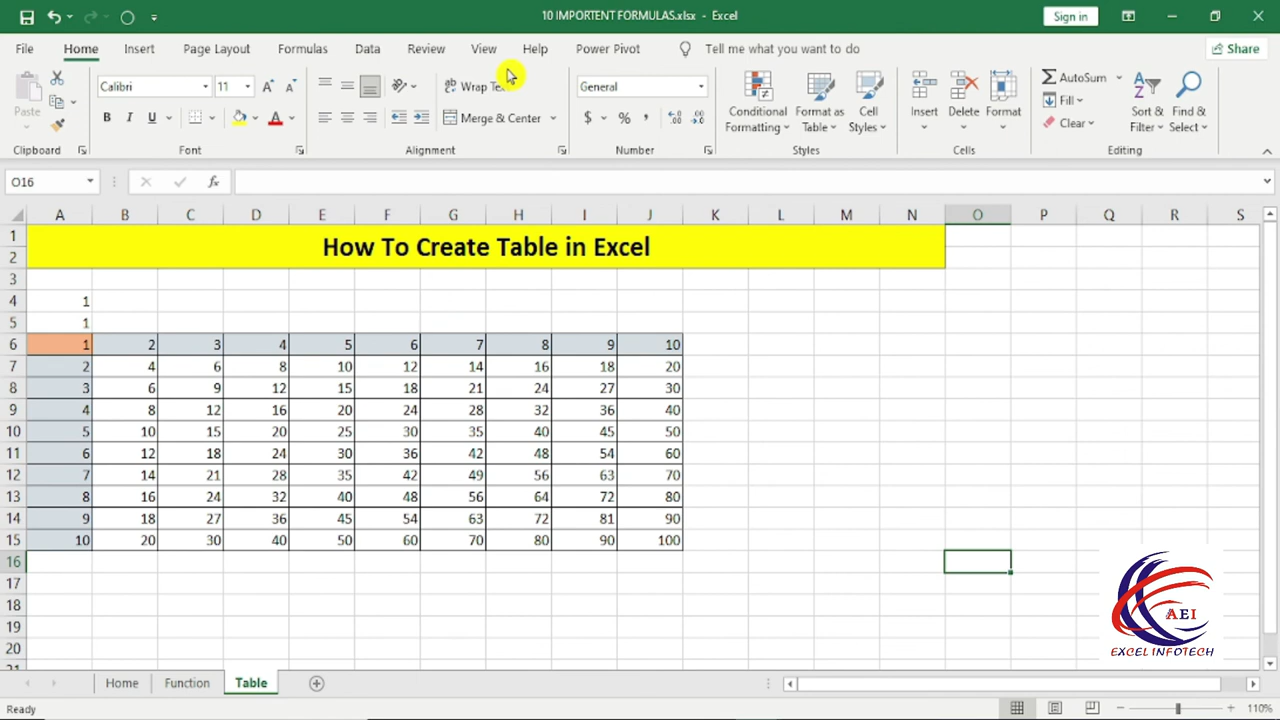 10 IMPORTENT FORMULAS.xlsx - Excel
Sign in
File Home Insert Page Layout Formulas Data Review View Help Power Pivot Tell me what you want to do Share
Calibri 11 Wrap General AutoSum
Fill
Clear
Paste B I U Merge & Center $ % , Conditional Formatting Format as Table Cell Styles Insert Delete Format Sort & Filter Find & Select
Clipboard Font Alignment Number Styles Cells Editing
O16 fx
A B C D E F G H I J K L M N O P Q R S
1 How To Create Table in Excel
2
3
4 1
5 1
6 1 2 3 4 5 6 7 8 9 10
7 2 4 6 8 10 12 14 16 18 20
8 3 6 9 12 15 18 21 24 27 30
9 4 8 12 16 20 24 28 32 36 40
10 5 10 15 20 25 30 35 40 45 50
11 6 12 18 24 30 36 42 48 54 60
12 7 14 21 28 35 42 49 56 63 70
13 8 16 24 32 40 48 56 64 72 80
14 9 18 27 36 45 54 63 72 81 90
15 10 20 30 40 50 60 70 80 90 100
16
17
18
19
20
AEI
EXCEL INFOTECH
Home Function Table
Ready 110%